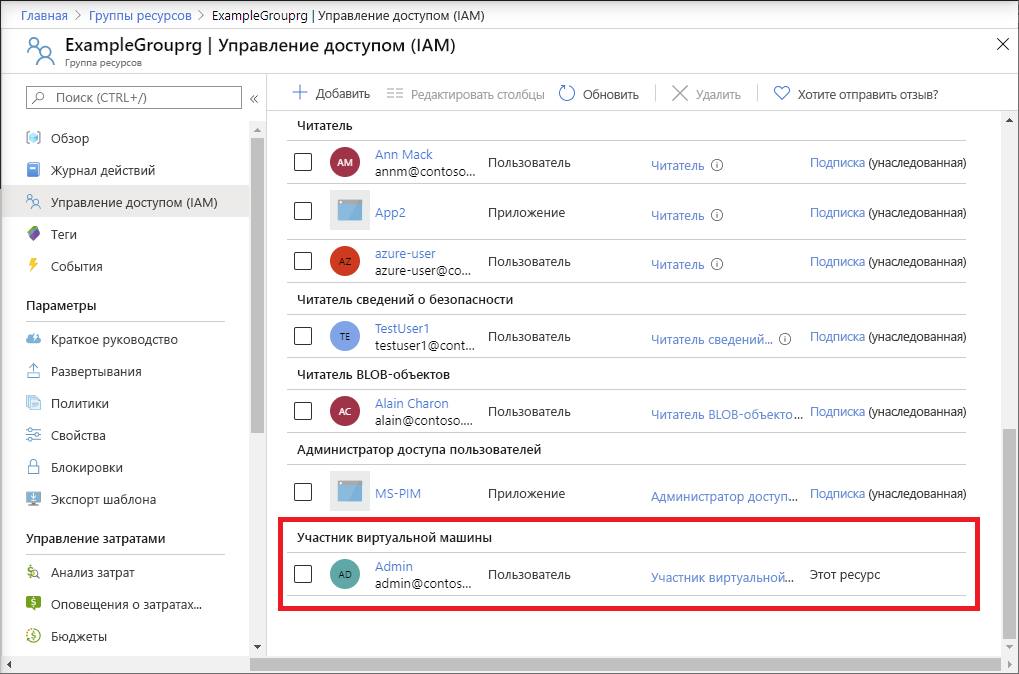 Главная > Группы ресурсов > ExampleGrouprg | Управление доступом (IAM)
ExampleGrouprg | Управление доступом (IAM)
Группа ресурсов
Поиск (CTRL+/)
Обзор
Журнал действий
Управление доступом (IAM)
Теги
События
Параметры
Краткое руководство
Развертывания
Политики
Свойства
Блокировки
Экспорт шаблона
Управление затратами
Анализ затрат
Оповещения о затратах...
Бюджеты
Добавить Редактировать столбцы Обновить Удалить Хотите отправить отзыв?
Читатель
AM Ann Mack Пользователь Читатель Подписка (унаследованная)
annm@contoso...
App2 Приложение Читатель Подписка (унаследованная)
AZ azure-user Пользователь Читатель Подписка (унаследованная)
azure-user@co...
Читатель сведений о безопасности
TE TestUser1 Пользователь Читатель сведений... Подписка (унаследованная)
testuser1@cont...
Читатель BLOB-объектов
AC Alain Charon Пользователь Читатель BLOB-объекто... Подписка (унаследованная)
alain@contoso....
Администратор доступа пользователей
MS-PIM Приложение Администратор доступ... Подписка (унаследованная)
Участник виртуальной машины
AD Admin Пользователь Участник виртуальной... Этот ресурс
admin@contos...